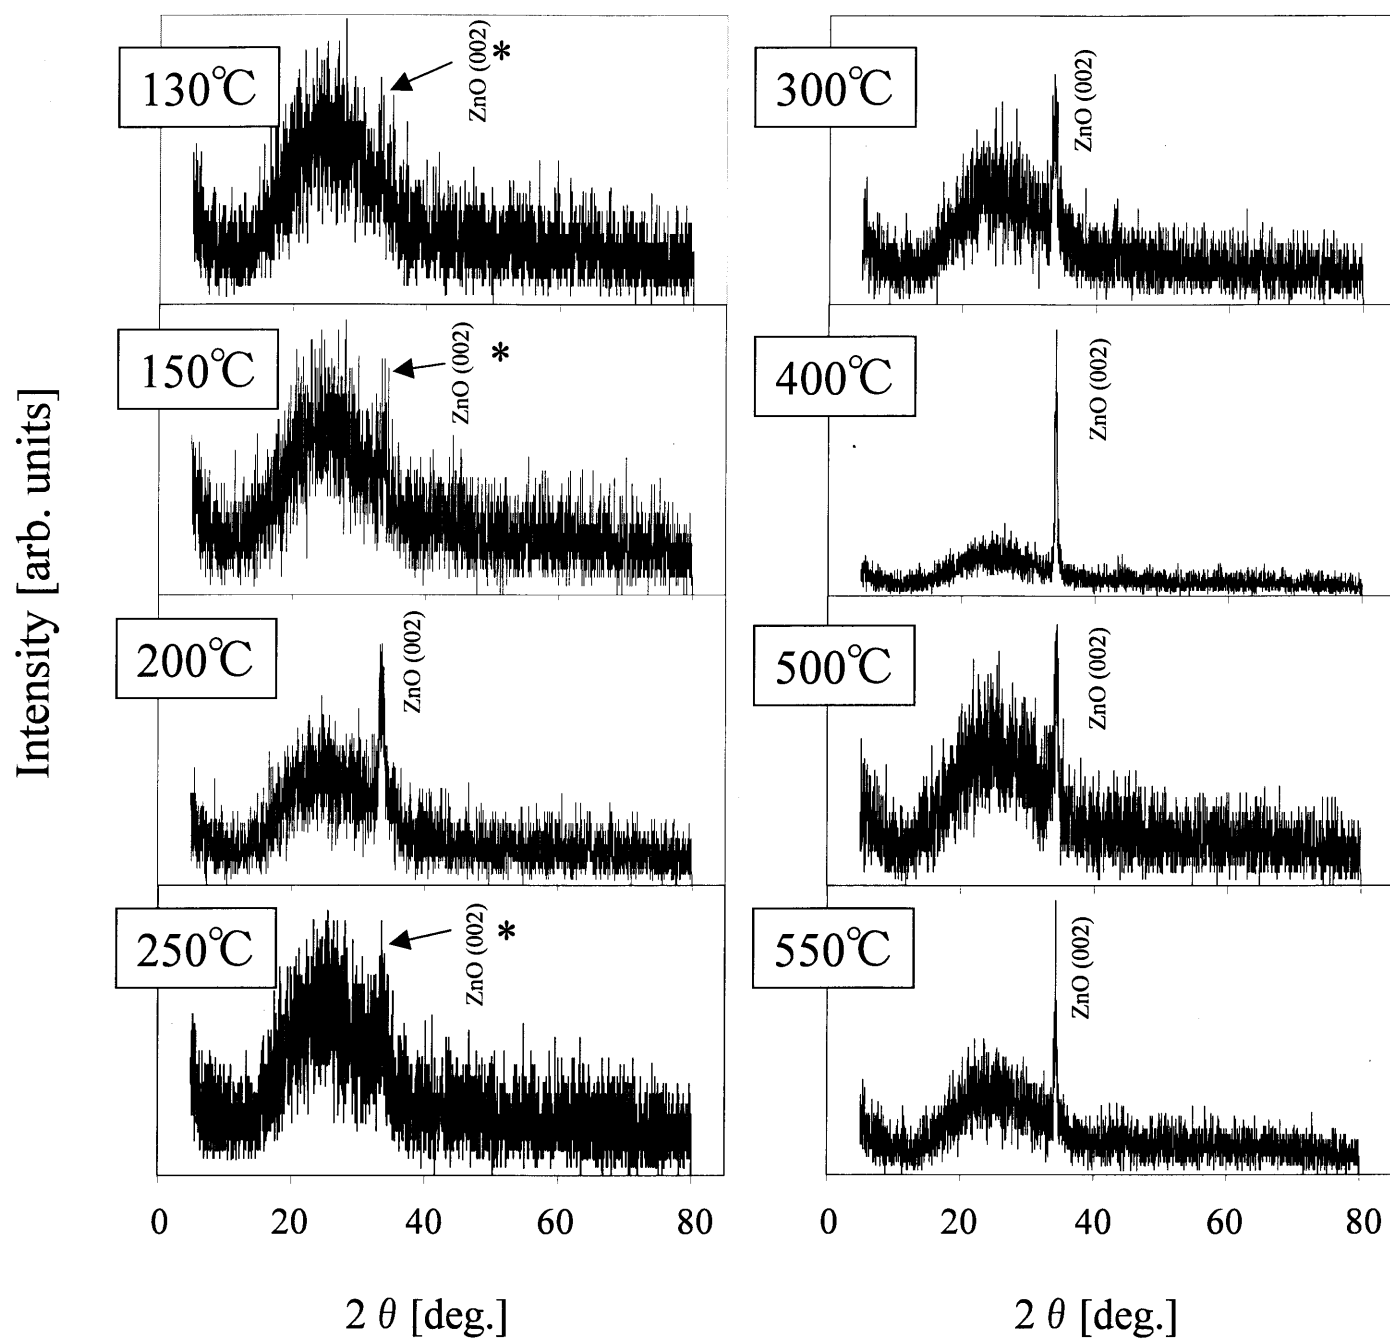 Intensity [arb. units]
130℃
ZnO (002) *
150℃
ZnO (002) *
200℃
ZnO (002)
250℃
ZnO (002) *
0 20 40 60 80
2 θ [deg.]
300℃
ZnO (002)
400℃
ZnO (002)
500℃
ZnO (002)
550℃
ZnO (002)
0 20 40 60 80
2 θ [deg.]